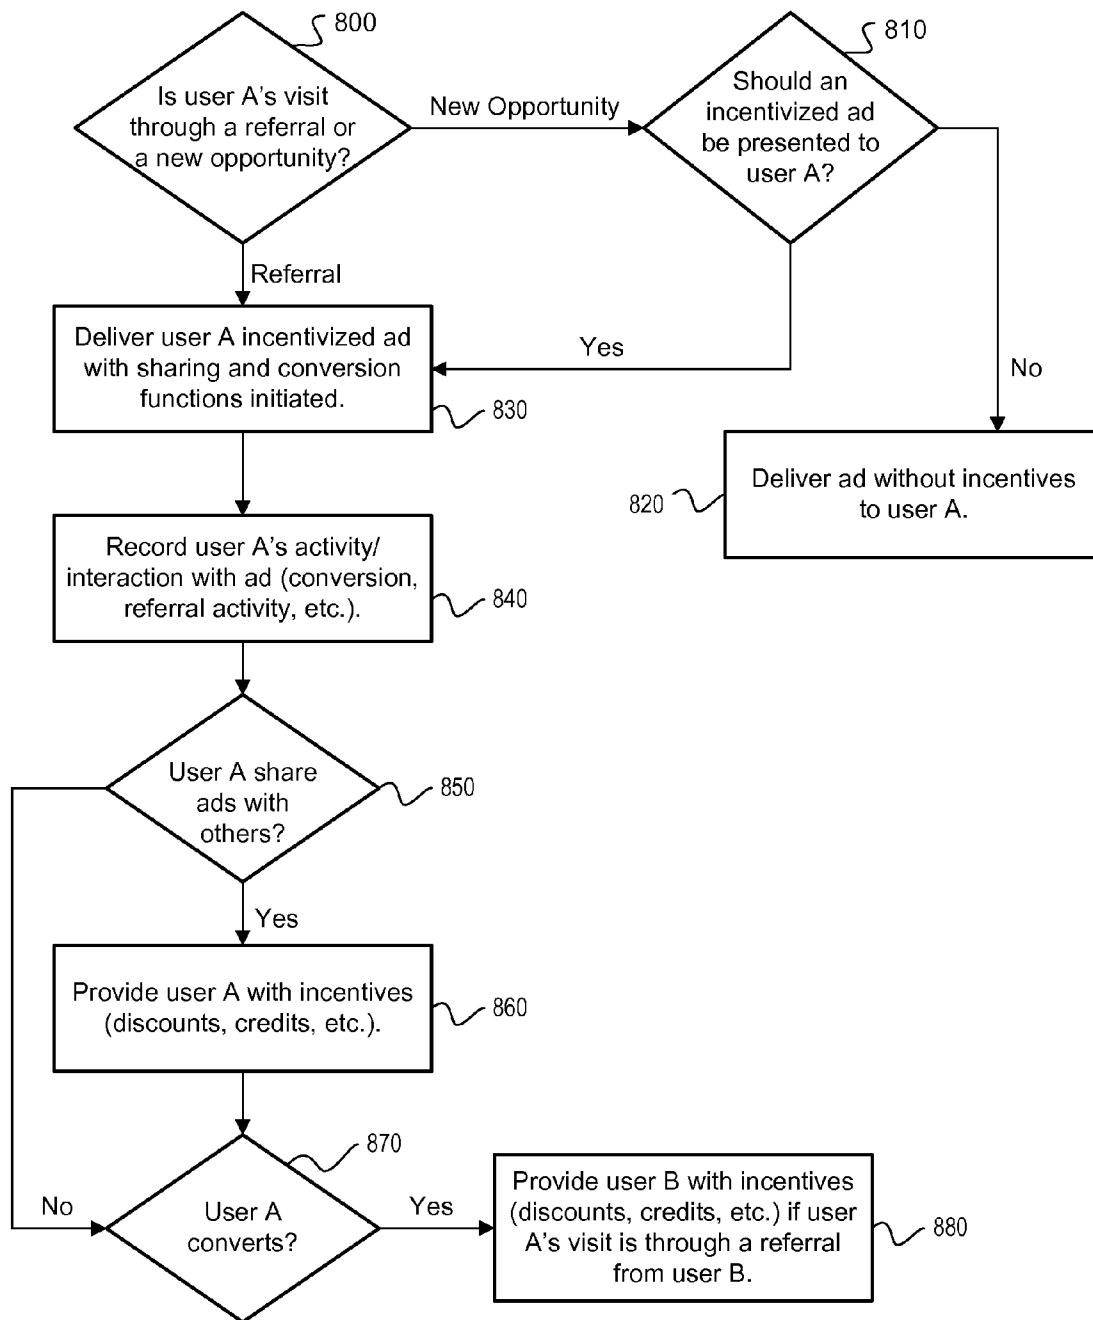 800
Is user A's visit
through a referral or
a new opportunity?
New Opportunity
810
Should an
incentivized ad
be presented to
user A?
Referral
Yes
No
Deliver user A incentivized ad
with sharing and conversion
functions initiated.
830
Deliver ad without incentives
to user A.
820
Record user A's activity/
interaction with ad (conversion,
referral activity, etc.).
840
User A share
ads with
others?
850
Yes
Provide user A with incentives
(discounts, credits, etc.).
860
870
User A
converts?
No
Yes
Provide user B with incentives
(discounts, credits, etc.) if user
A's visit is through a referral
from user B.
880